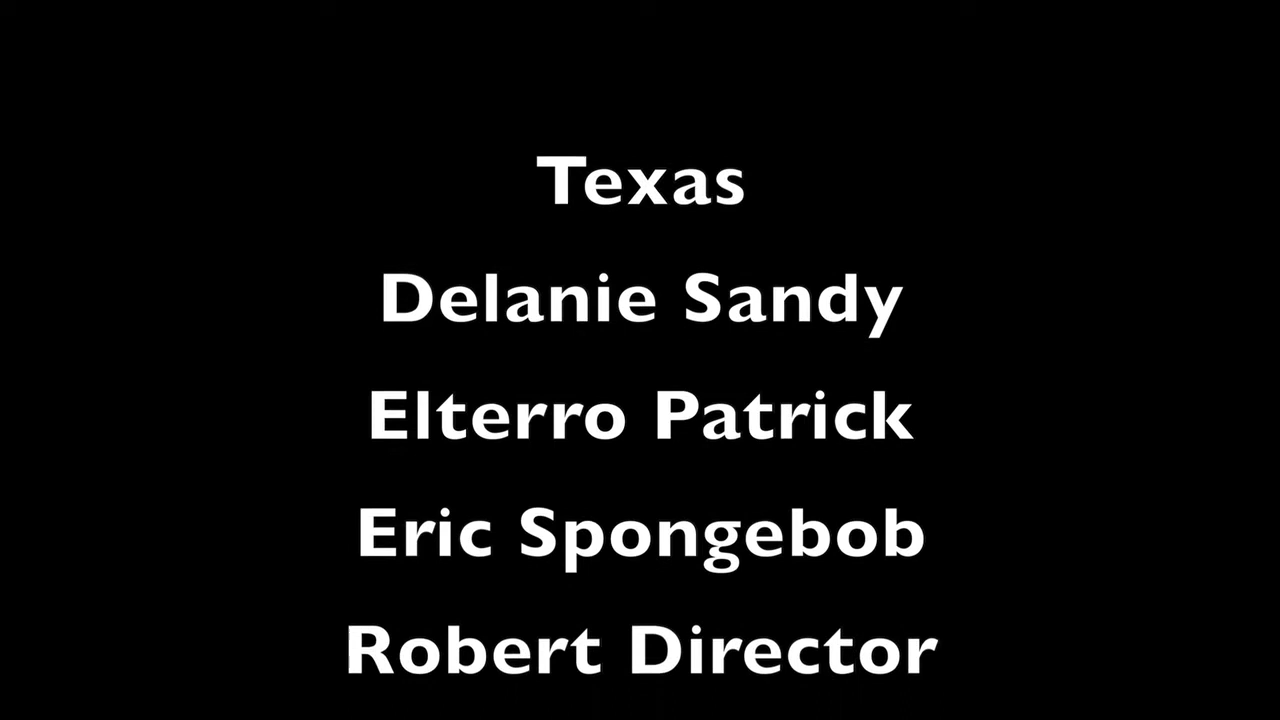 Texas
Delanie Sandy
Elterro Patrick
Eric Spongebob
Robert Director